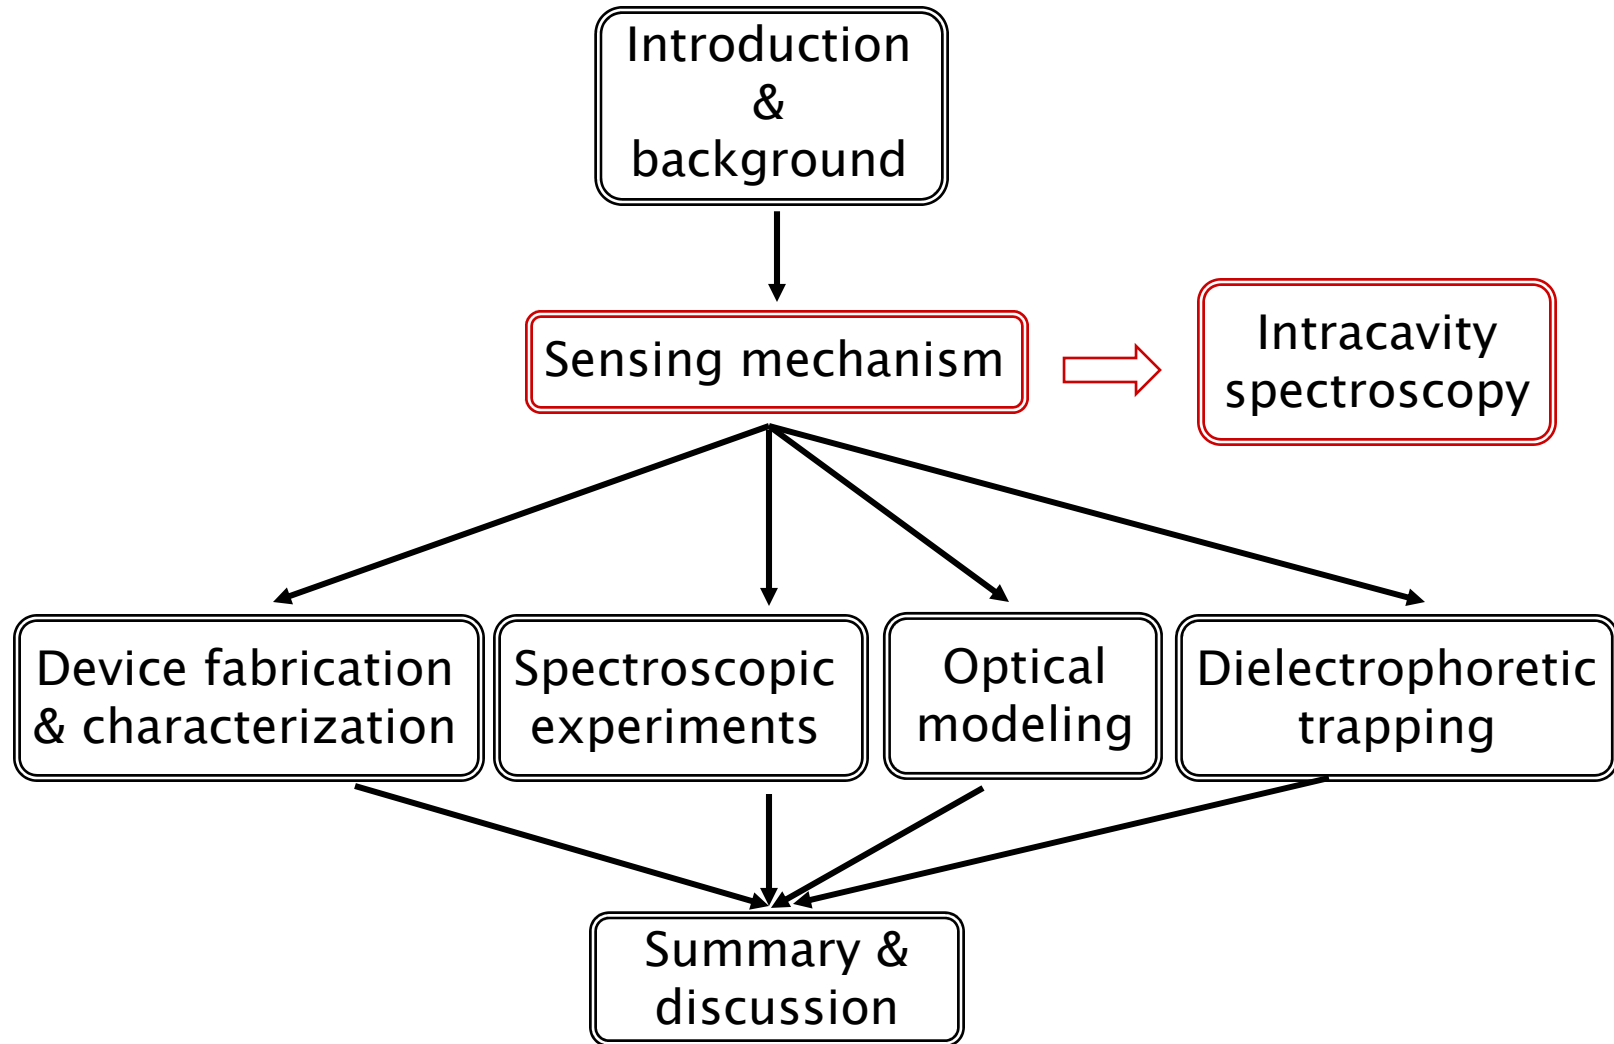 Introduction
&
background
Sensing mechanism
Intracavity
spectroscopy
Device fabrication
& characterization
Spectroscopic
experiments
Optical
modeling
Dielectrophoretic
trapping
Summary &
discussion